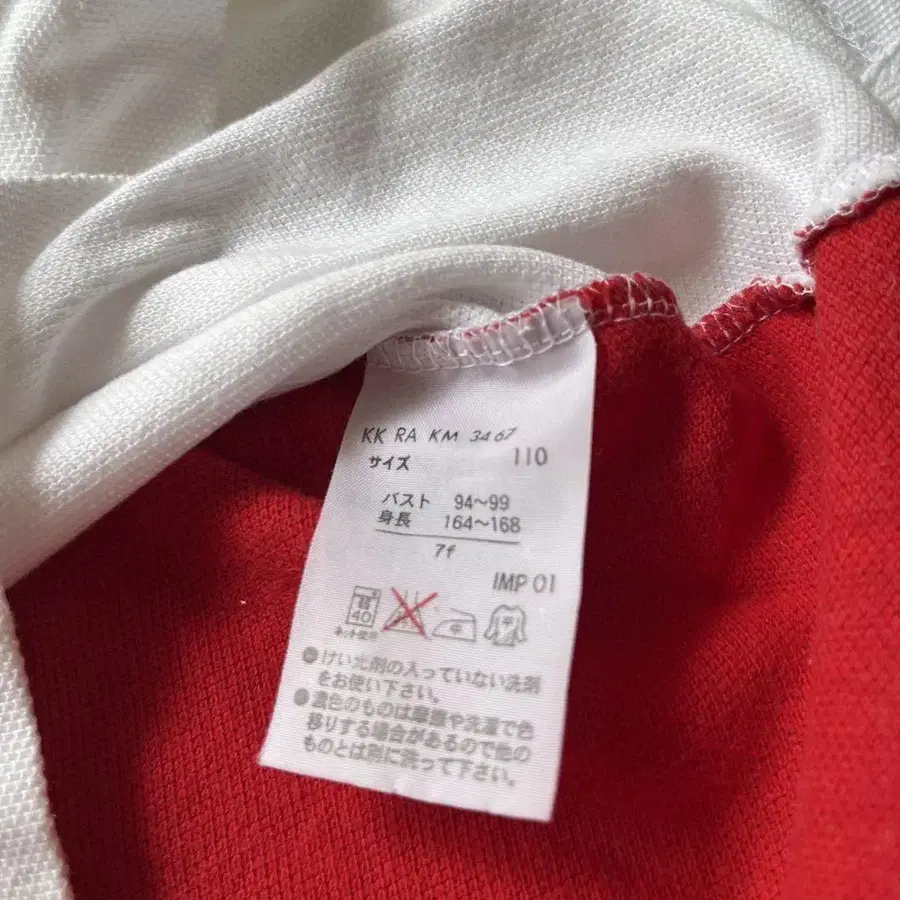 KK RA KM 3467
サイズ 110
バスト 94〜99
身長 164〜168
7f
IMP 01
40
ネット使用
中
平
●けい光剤の入っていない洗剤
をお使い下さい。
●濃色のものは摩擦や洗濯で色
移りする場合があるので他の
ものとは別に洗って下さい。